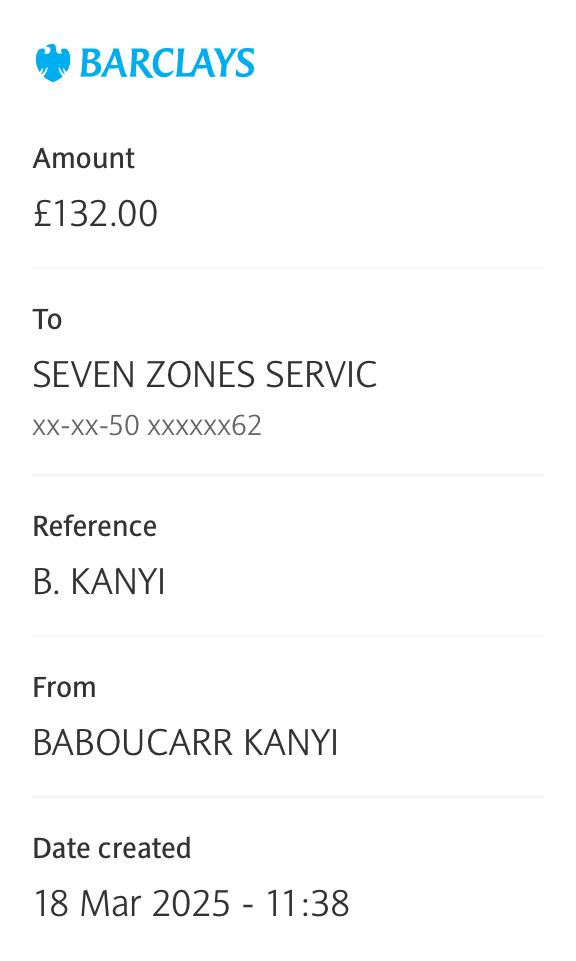 BARCLAYS
Amount
£132.00
To
SEVEN ZONES SERVIC
xx-xx-50 xxxxxx62
Reference
B. KANYI
From
BABOUCARR KANYI
Date created
18 Mar 2025 - 11:38